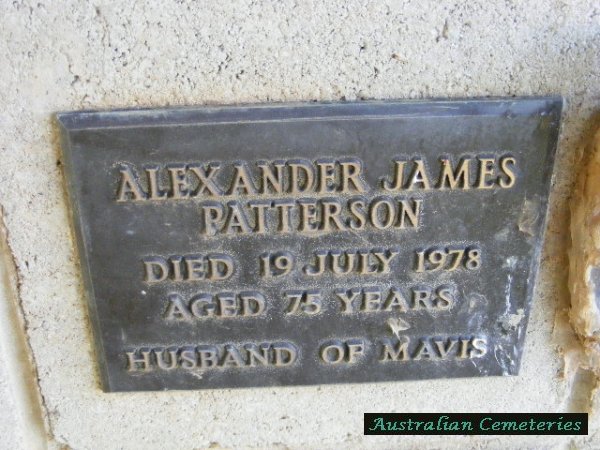 ALEXANDER JAMES
PATTERSON
DIED 19 JULY 1978
AGED 75 YEARS
HUSBAND OF MAVIS
Australian Cemeteries